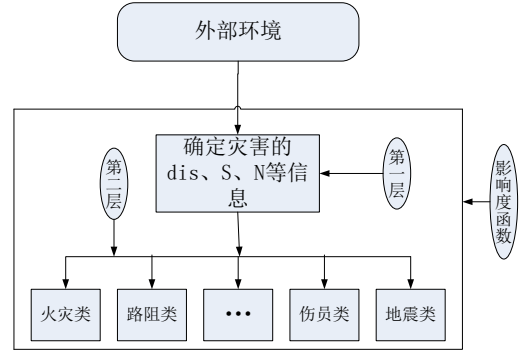 外部环境
确定灾害的
dis、S、N等信
息
第一层
第二层
影响度函数
火灾类
路阻类
•••
伤员类
地震类